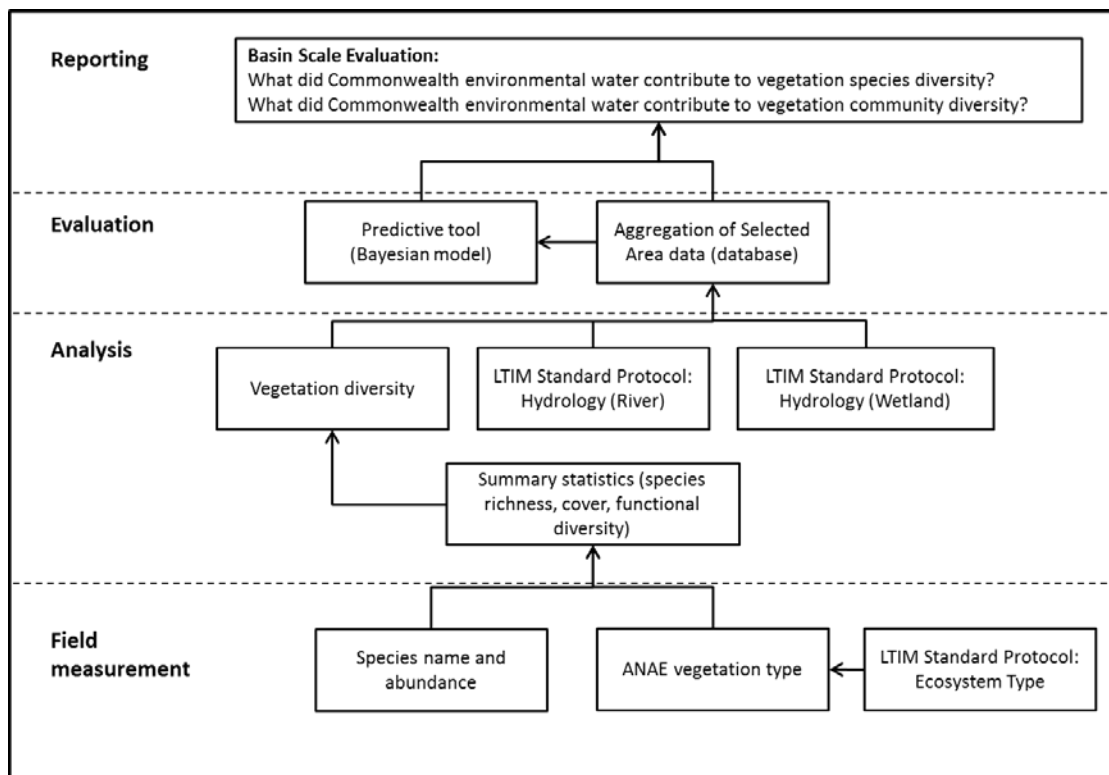 Reporting
Basin Scale Evaluation:
What did Commonwealth environmental water contribute to vegetation species diversity?
What did Commonwealth environmental water contribute to vegetation community diversity?
Evaluation
Predictive tool
(Bayesian model)
Aggregation of Selected
Area data (database)
Analysis
Vegetation diversity
LTIM Standard Protocol:
Hydrology (River)
LTIM Standard Protocol:
Hydrology (Wetland)
Summary statistics (species
richness, cover, functional
diversity)
Field
measurement
Species name and
abundance
ANAE vegetation type
LTIM Standard Protocol:
Ecosystem Type